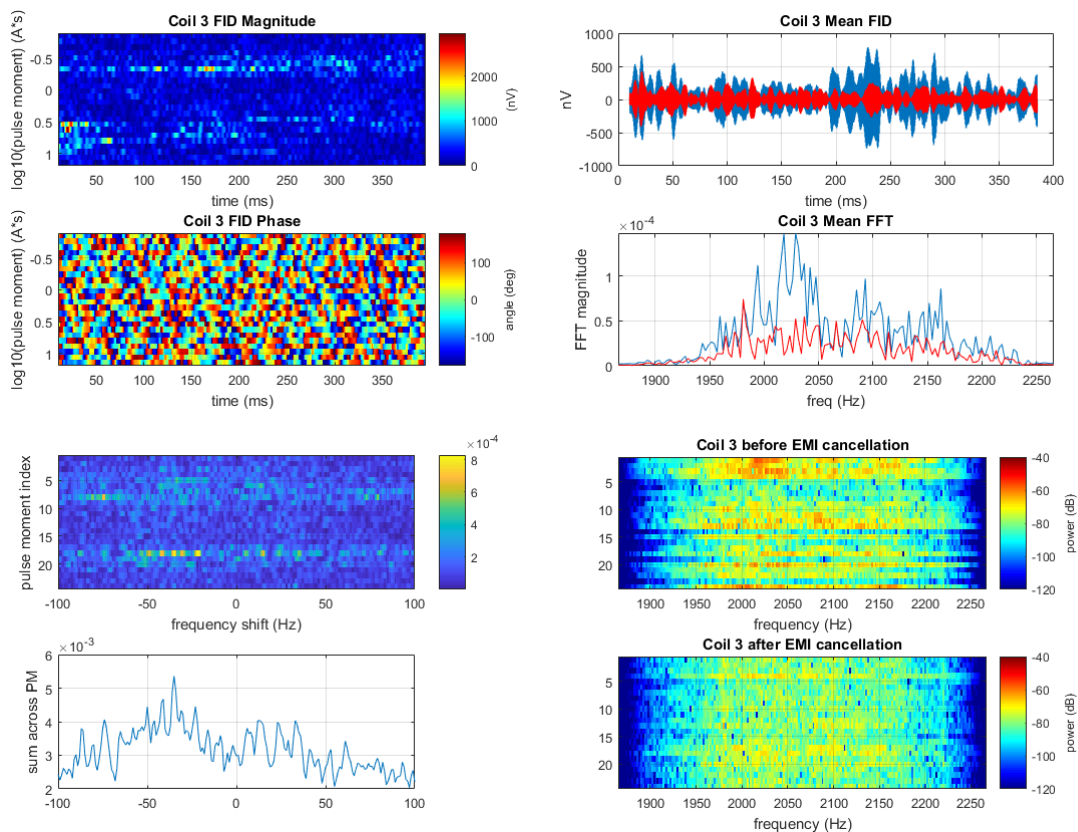 Coil 3 FID Magnitude
log10(pulse moment) (A*s)
-0.5
0
0.5
1
50 100 150 200 250 300 350
time (ms)
2000
1000
0
(nV)
Coil 3 Mean FID
nV
1000
500
0
-500
-1000
0 50 100 150 200 250 300 350 400
time (ms)
Coil 3 FID Phase
log10(pulse moment) (A*s)
-0.5
0
0.5
1
50 100 150 200 250 300 350
time (ms)
100
0
-100
angle (deg)
Coil 3 Mean FFT
×10^-4
FFT magnitude
1
0.5
0
1900 1950 2000 2050 2100 2150 2200 2250
freq (Hz)
pulse moment index
5
10
15
20
-100 -50 0 50 100
frequency shift (Hz)
×10^-4
8
6
4
2
Coil 3 before EMI cancellation
5
10
15
20
1900 1950 2000 2050 2100 2150 2200 2250
frequency (Hz)
-40
-60
-80
-100
-120
power (dB)
×10^-3
sum across PM
6
5
4
3
2
-100 -50 0 50 100
Coil 3 after EMI cancellation
5
10
15
20
1900 1950 2000 2050 2100 2150 2200 2250
frequency (Hz)
-40
-60
-80
-100
-120
power (dB)